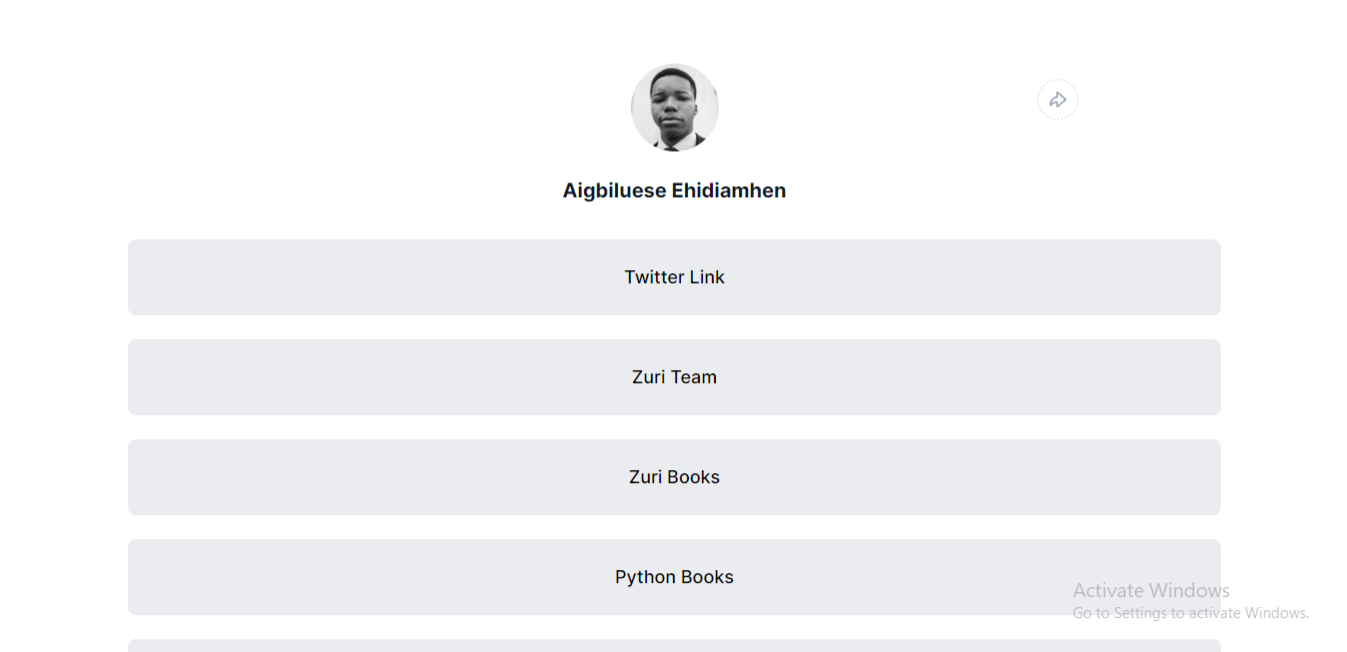 Aigbiluese Ehidiamhen
Twitter Link
Zuri Team
Zuri Books
Python Books
Activate Windows
Go to Settings to activate Windows.